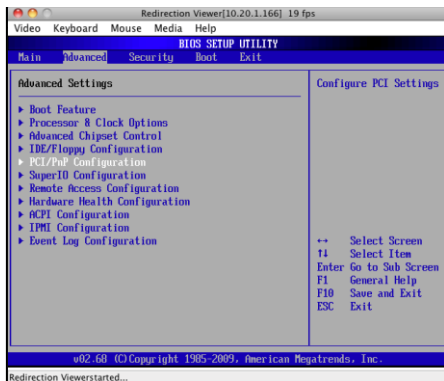 Redirection Viewer[10.20.1.166] 19 fps
Video Keyboard Mouse Media Help
BIOS SETUP UTILITY
Main Advanced Security Boot Exit
Advanced Settings
Configure PCI Settings
▶ Boot Feature
▶ Processor & Clock Options
▶ Advanced Chipset Control
▶ IDE/Floppy Configuration
▶ PCI/PnP Configuration
▶ SuperIO Configuration
▶ Remote Access Configuration
▶ Hardware Health Configuration
▶ ACPI Configuration
▶ IPMI Configuration
▶ Event Log Configuration
↔ Select Screen
↑↓ Select Item
Enter Go to Sub Screen
F1 General Help
F10 Save and Exit
ESC Exit
v02.68 (C)Copyright 1985-2009, American Megatrends, Inc.
Redirection Viewerstarted...